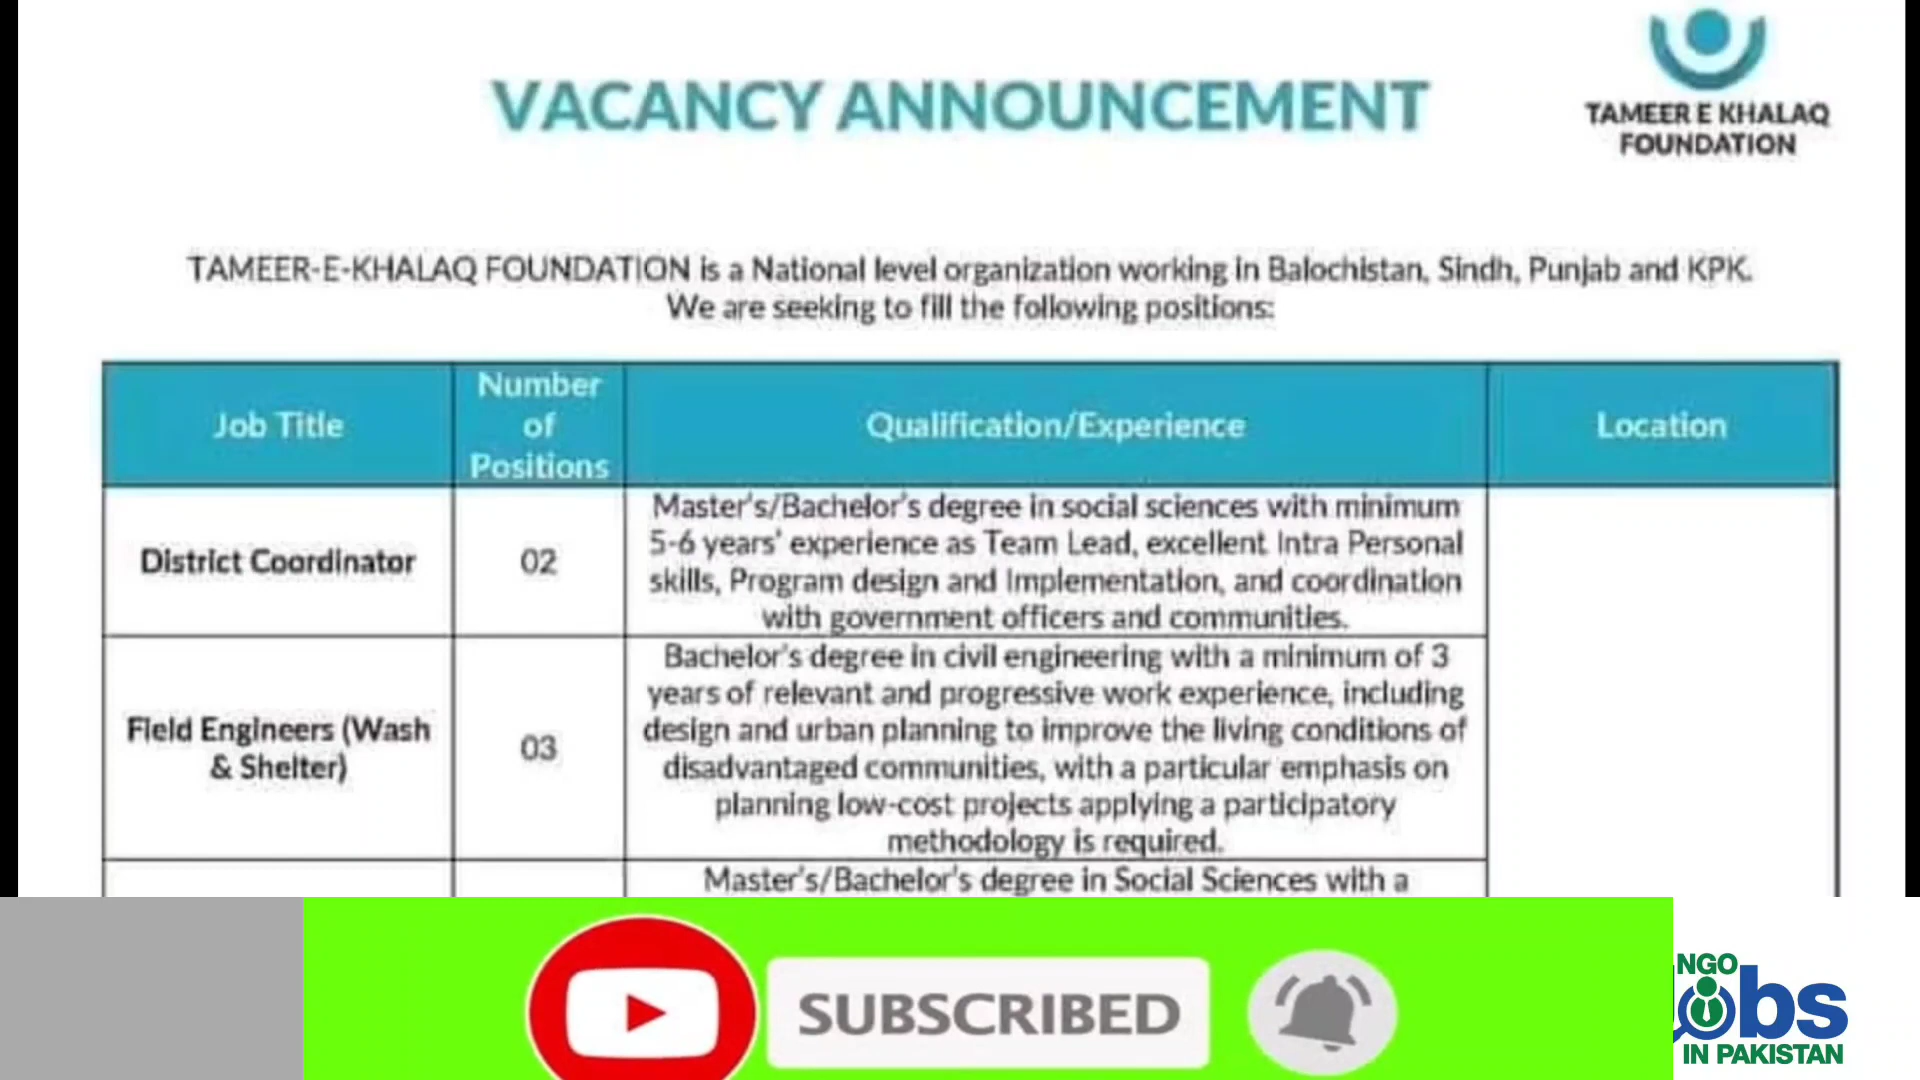 VACANCY ANNOUNCEMENT
TAMEER E KHALAQ
FOUNDATION
TAMEER-E-KHALAQ FOUNDATION is a National level organization working in Balochistan, Sindh, Punjab and KPK.
We are seeking to fill the following positions:
Job Title
Number
of
Positions
Qualification/Experience
Location
District Coordinator
02
Master's/Bachelor's degree in social sciences with minimum
5-6 years' experience as Team Lead, excellent Intra Personal
skills, Program design and Implementation, and coordination
with government officers and communities.
Field Engineers (Wash
& Shelter)
03
Bachelor's degree in civil engineering with a minimum of 3
years of relevant and progressive work experience, including
design and urban planning to improve the living conditions of
disadvantaged communities, with a particular emphasis on
planning low-cost projects applying a participatory
methodology is required.
Master's/Bachelor's degree in Social Sciences with a
SUBSCRIBED
NGO
Jobs
IN PAKISTAN